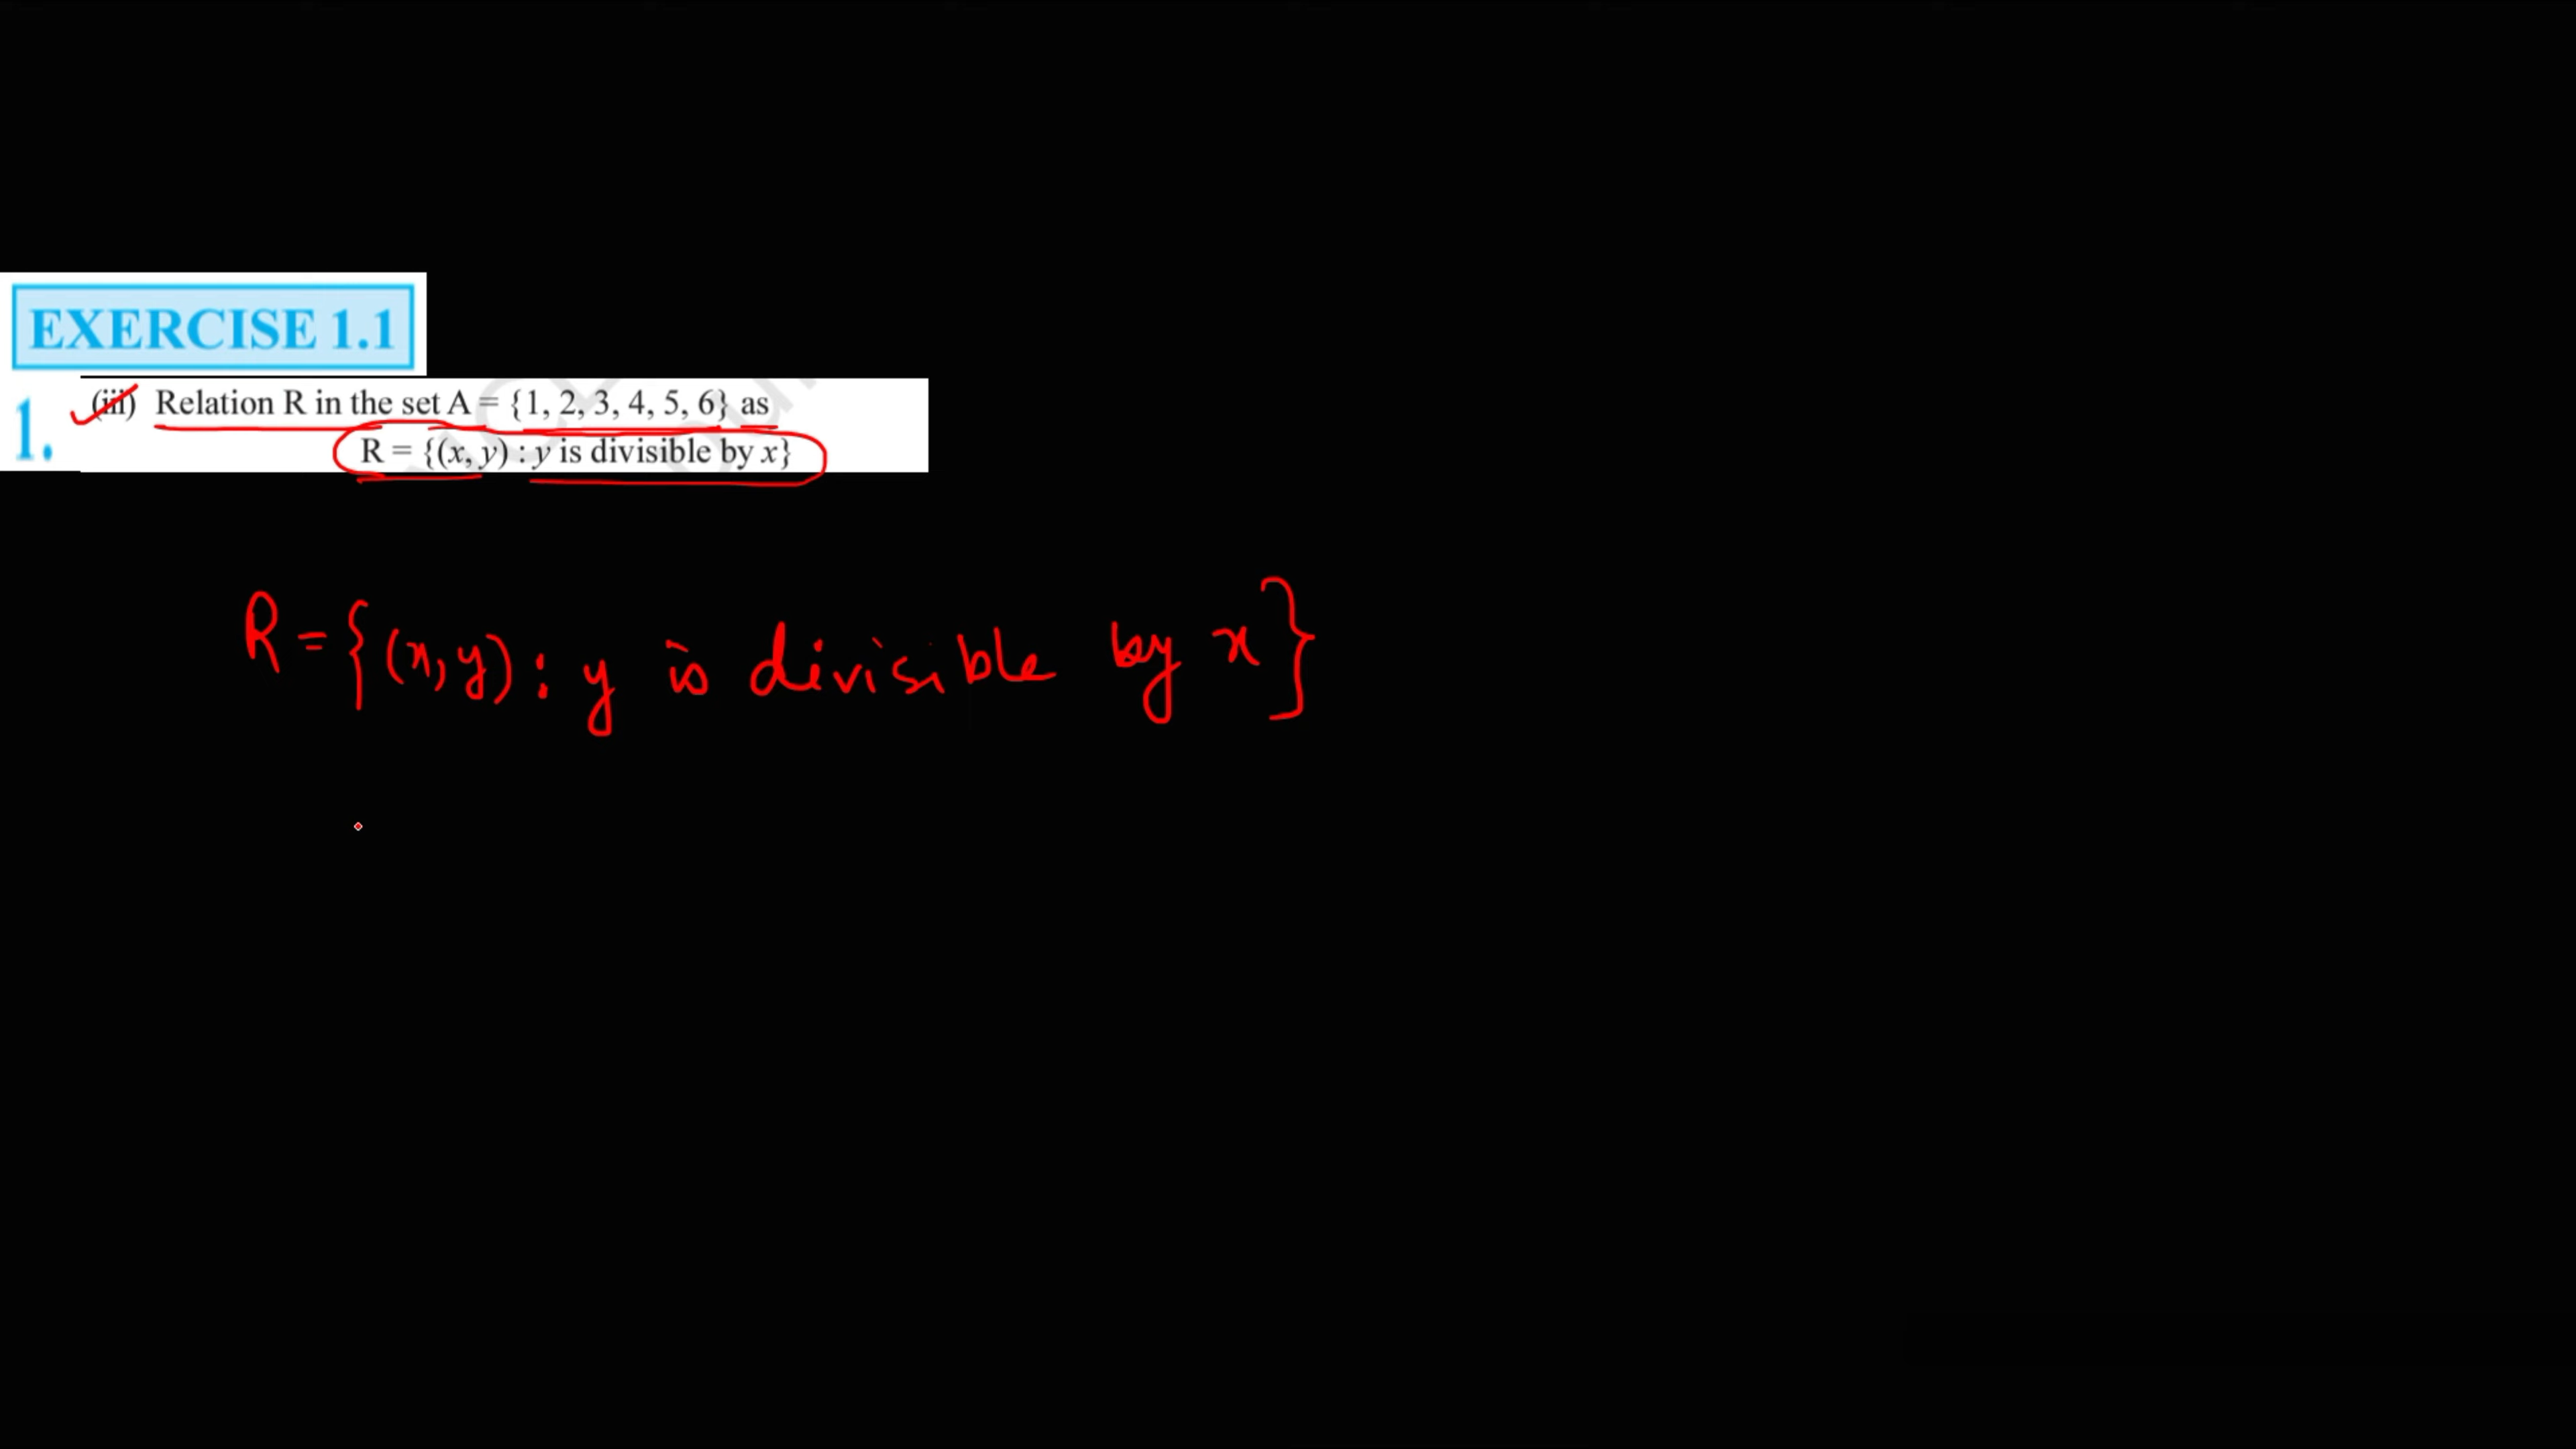 EXERCISE 1.1
1. (iii) Relation R in the set A = {1, 2, 3, 4, 5, 6} as
R = {(x, y) : y is divisible by x}
R = {(x, y) : y is divisible by x}